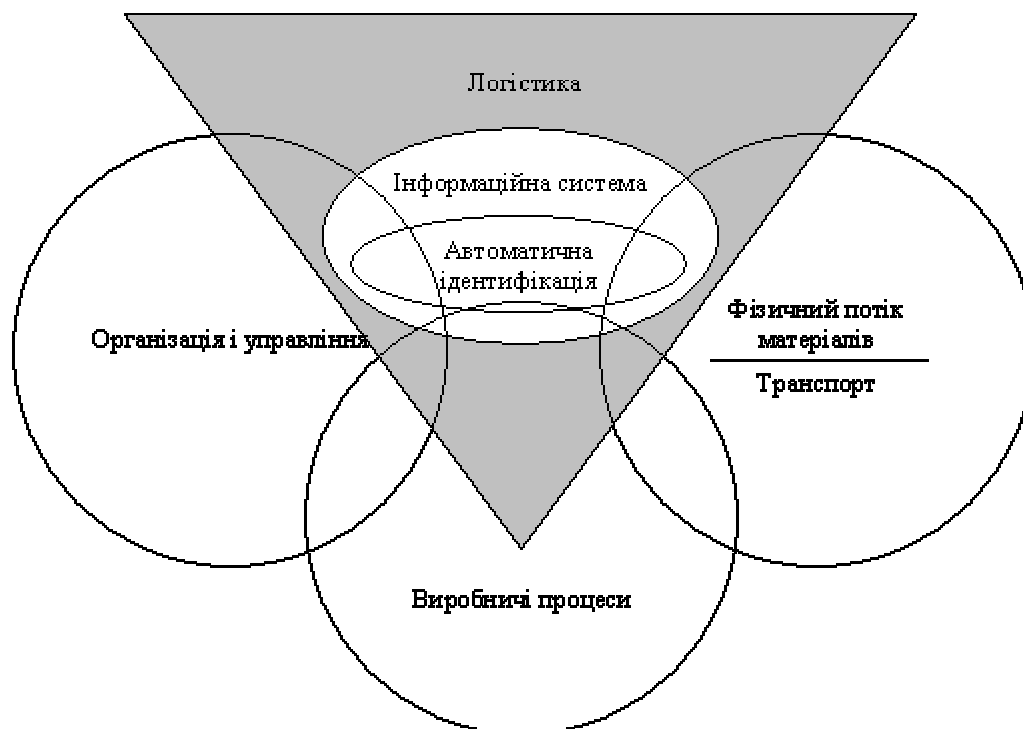 Логістика
Інформаційна система
Автоматична
ідентифікація
Організація і управління
Фізичний потік
матеріалів
Транспорт
Виробничі процеси